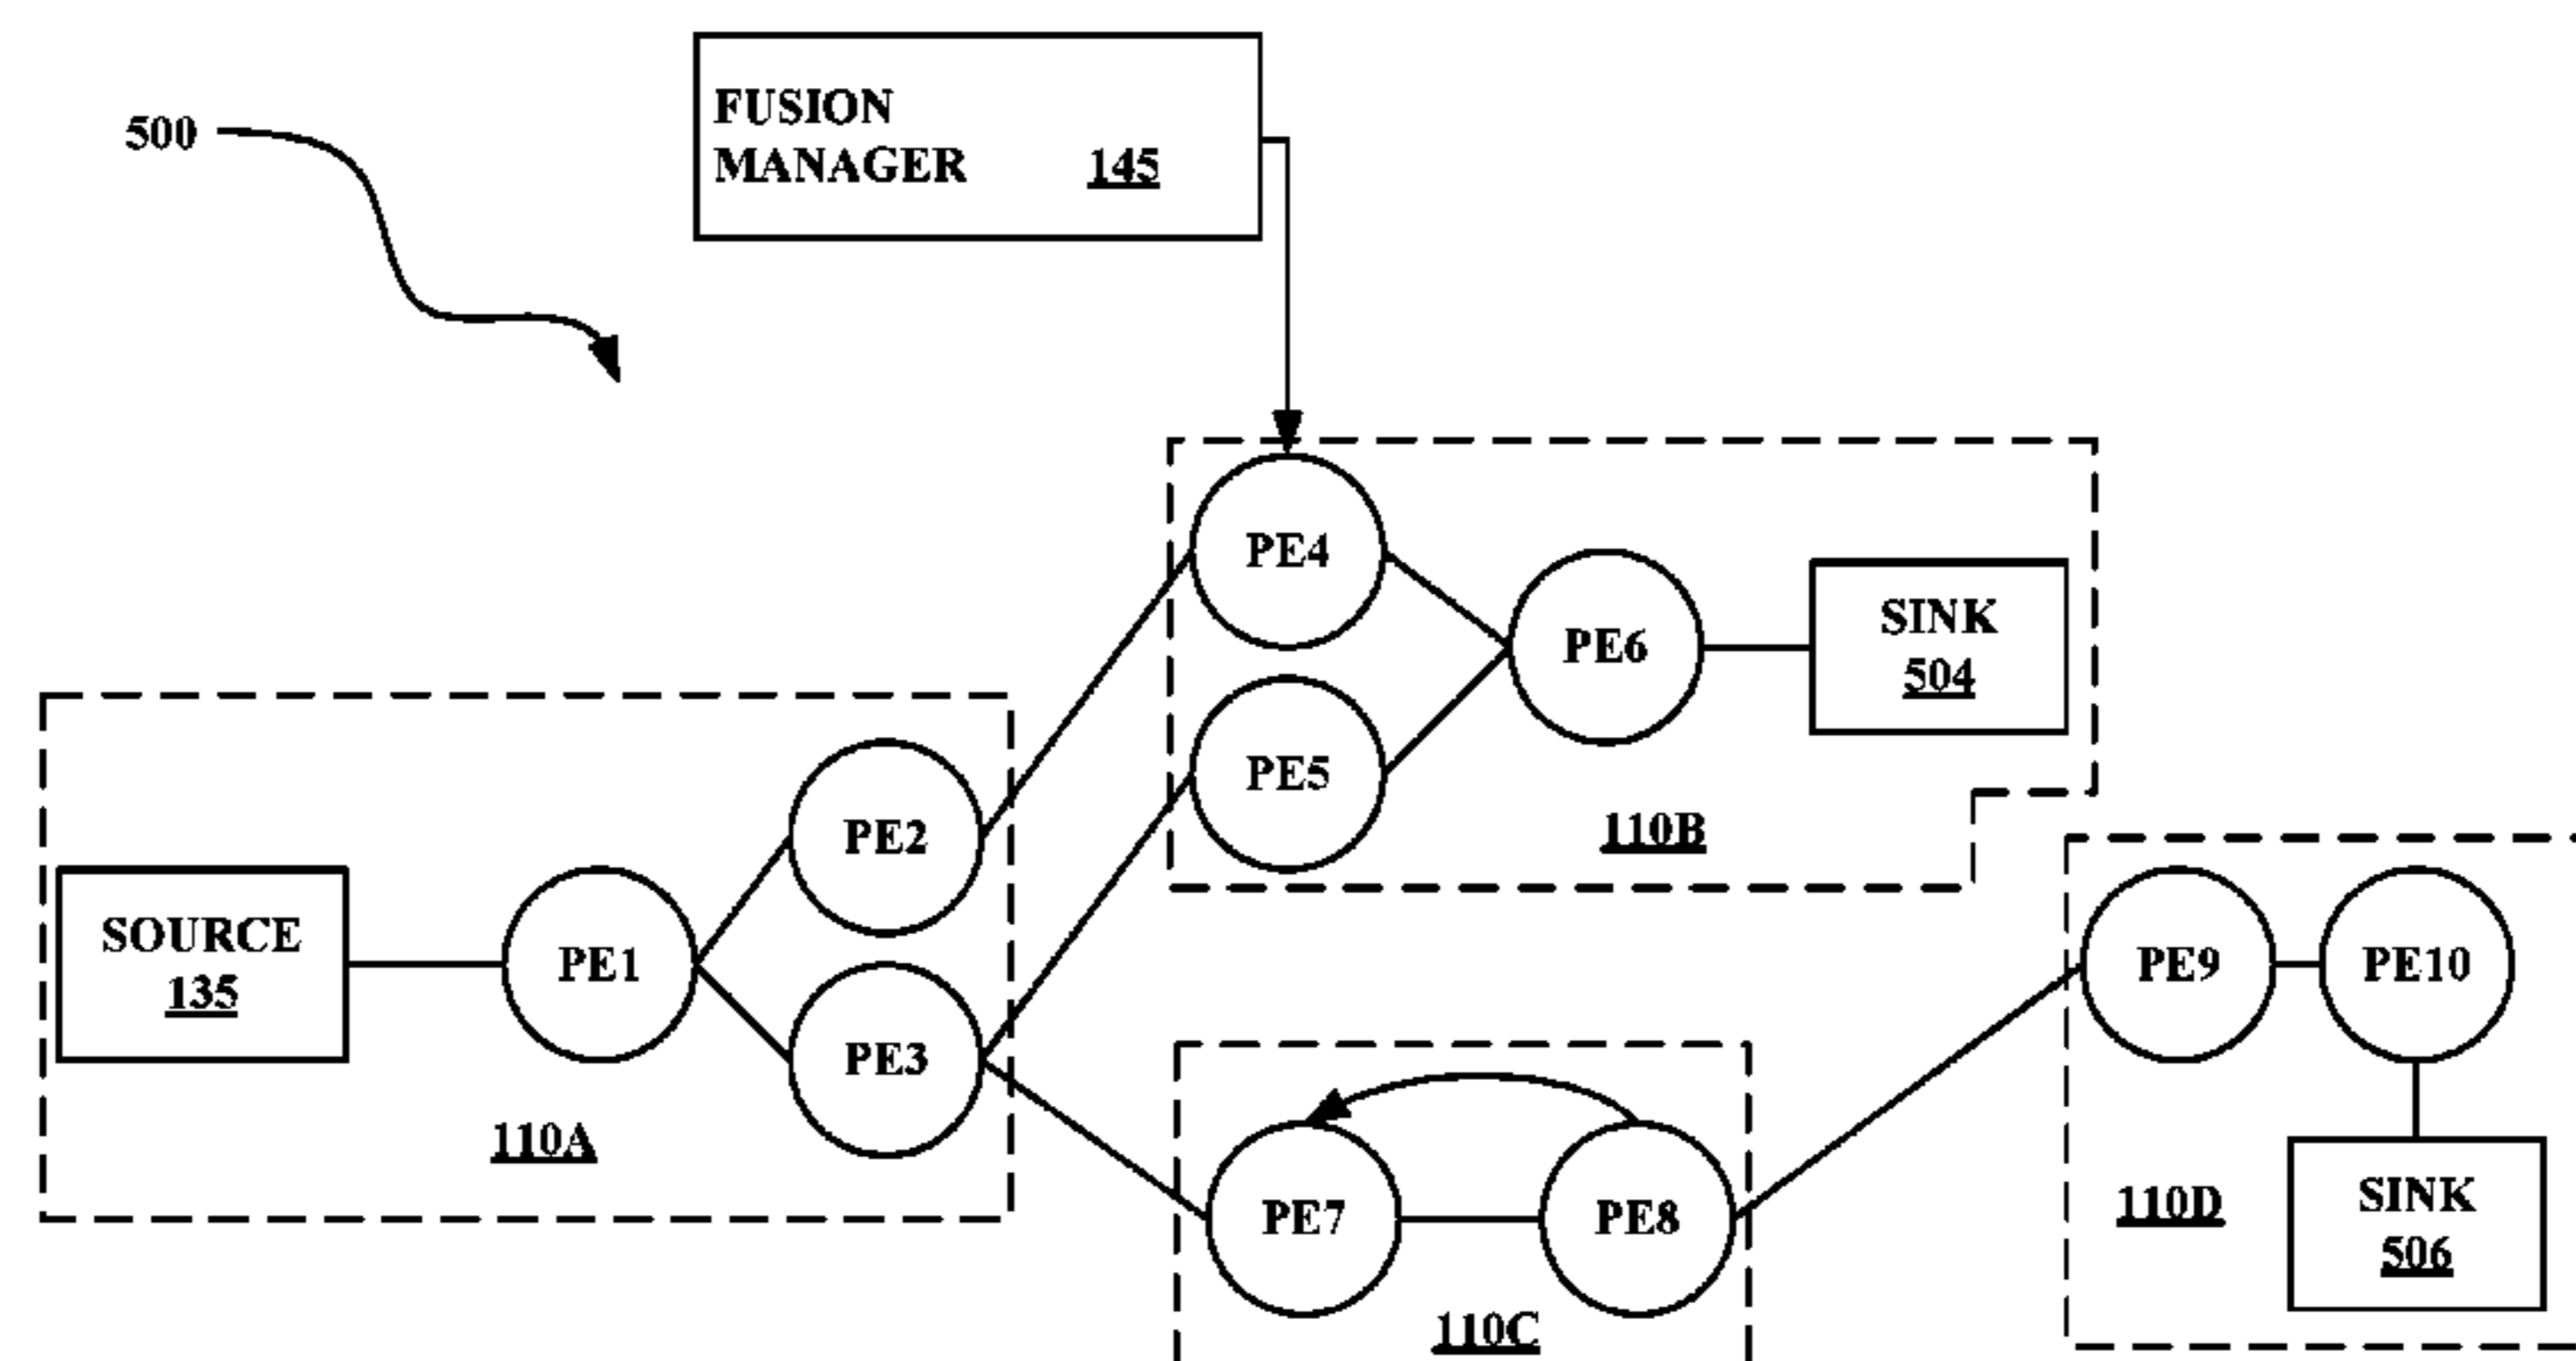 500
FUSION
MANAGER 145
PE4
PE6
SINK
504
PE5
110B
PE2
SOURCE
135
PE1
PE3
110A
PE9
PE10
110D
SINK
506
PE7
PE8
110C